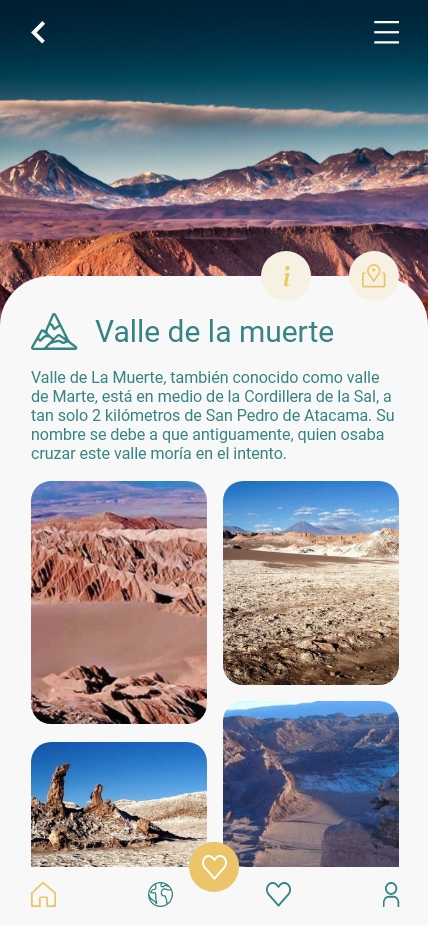 i
Valle de la muerte
Valle de La Muerte, también conocido como valle
de Marte, está en medio de la Cordillera de la Sal, a
tan solo 2 kilómetros de San Pedro de Atacama. Su
nombre se debe a que antiguamente, quien osaba
cruzar este valle moría en el intento.